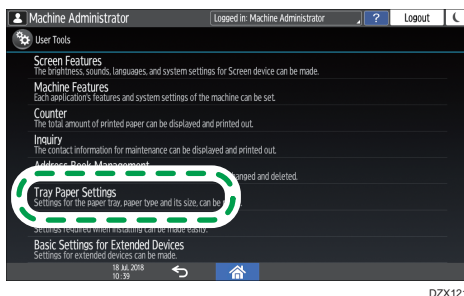 Machine Administrator
Logged in: Machine Administrator
?
Logout
User Tools
Screen Features
The brightness, sounds, languages, and system settings for Screen device can be made.
Machine Features
Each application's features and system settings of the machine can be set.
Counter
The total amount of printed paper can be displayed and printed out.
Inquiry
The contact information for maintenance can be displayed and printed out.
Address Book Management
anged and deleted.
Tray Paper Settings
Settings for the paper tray, paper type and its size, can be
Settings required when installing can be made easily.
Basic Settings for Extended Devices
Settings for extended devices can be made.
18 Jul. 2018
10:39
DZX12